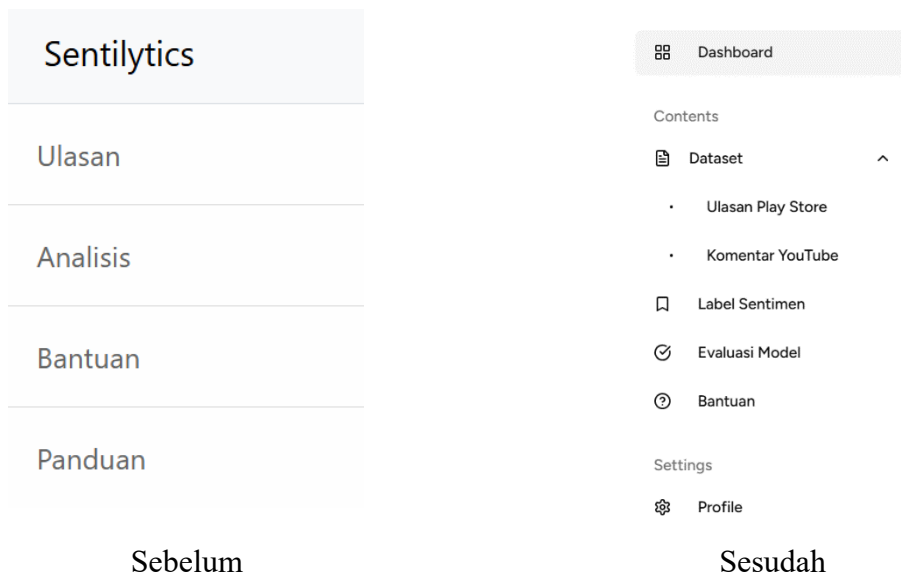 Sentilytics
Ulasan
Analisis
Bantuan
Panduan
Sebelum
Dashboard
Contents
Dataset
Ulasan Play Store
Komentar YouTube
Label Sentimen
Evaluasi Model
Bantuan
Settings
Profile
Sesudah